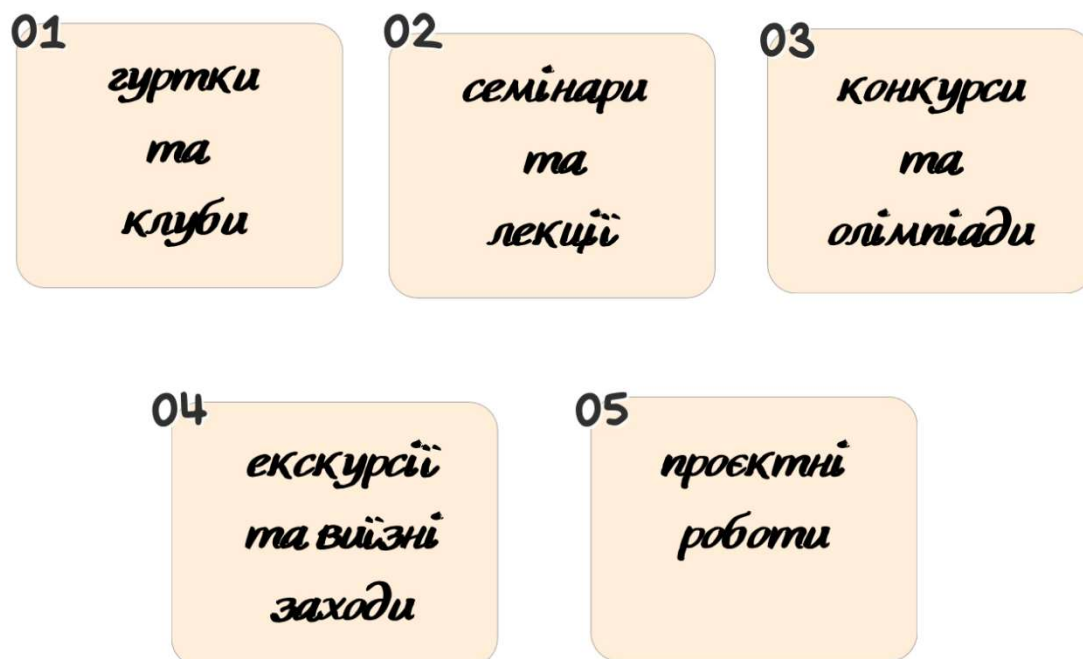 01
гуртки
та
клуби
02
семінари
та
лекції
03
конкурси
та
олімпіади
04
екскурсії
та виїзні
заходи
05
проєктні
роботи